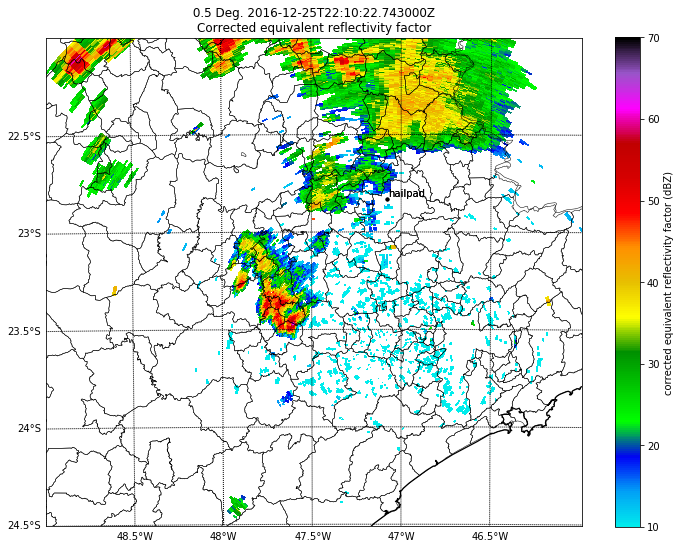 0.5 Deg. 2016-12-25T22:10:22.743000Z
Corrected equivalent reflectivity factor
70
60
50
40
30
20
10
corrected equivalent reflectivity factor (dBZ)
22.5°S
23°S
23.5°S
24°S
24.5°S
nailpad
48.5°W
48°W
47.5°W
47°W
46.5°W